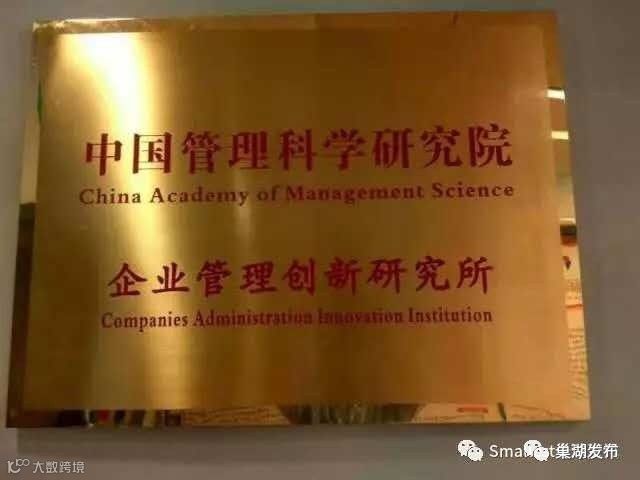 中国管理科学研究院
China Academy of Management Science
企业管理创新研究所
Companies Administration Innovation Institution
巢湖发布
大数跨境